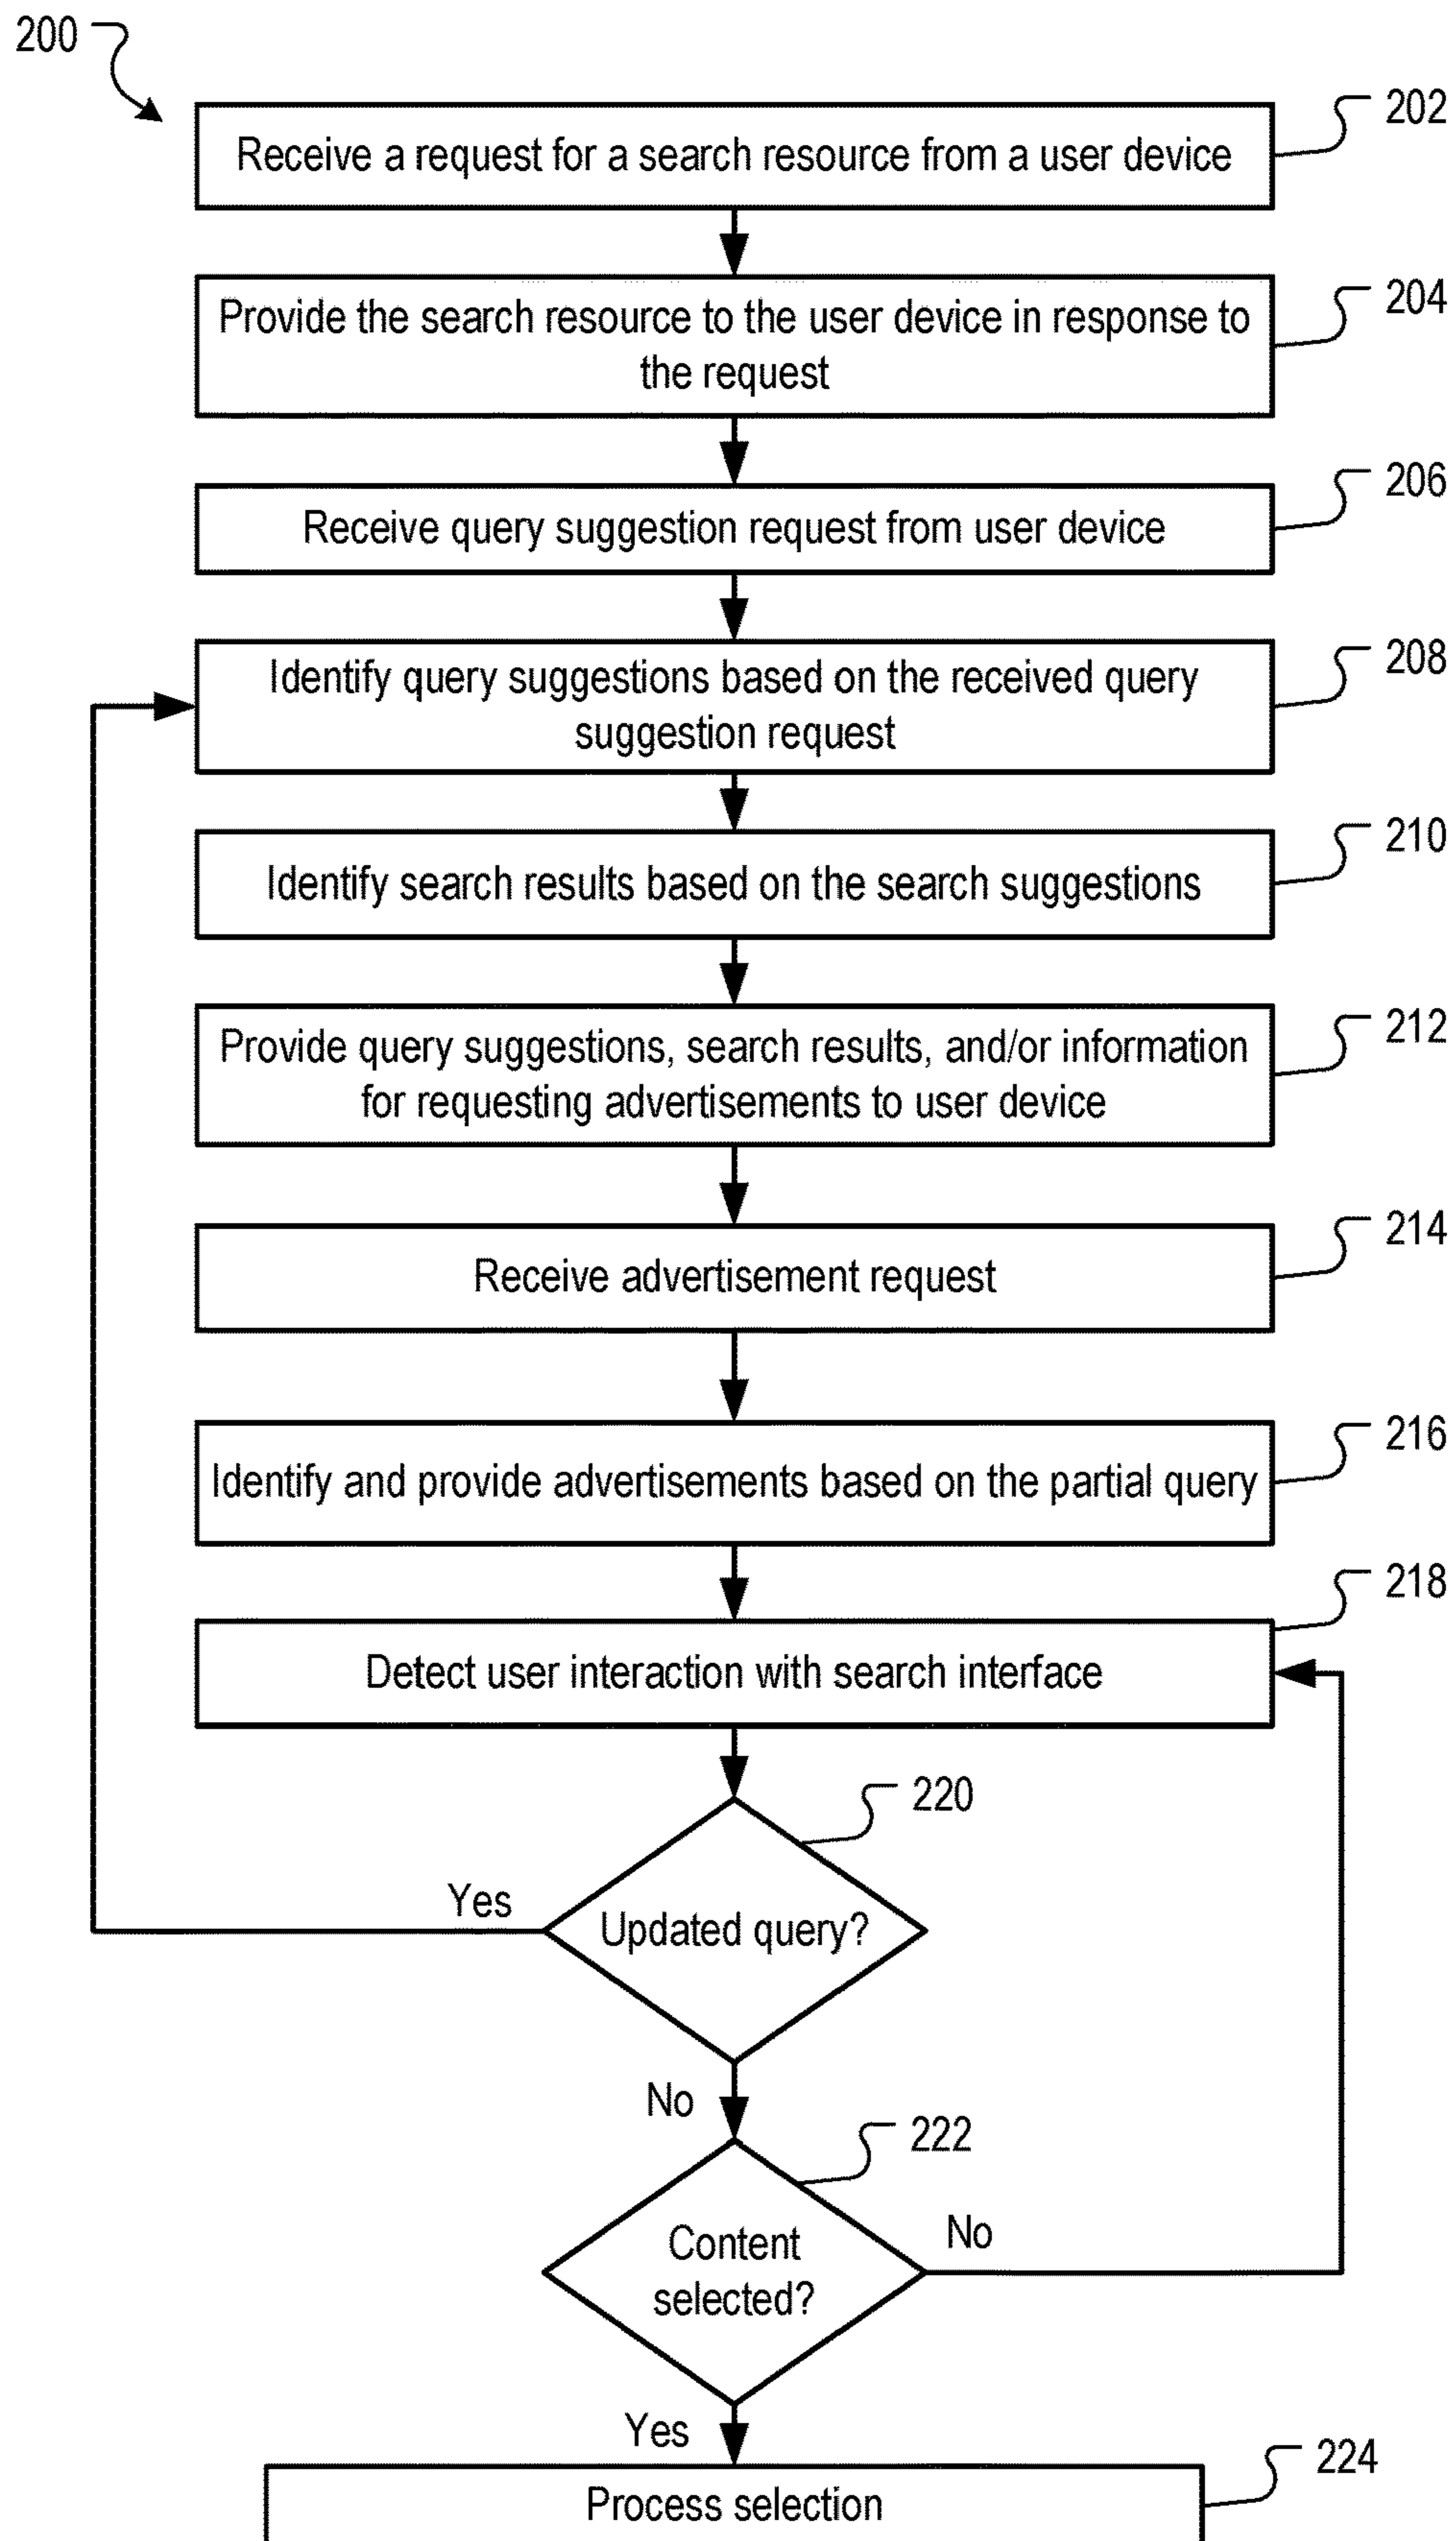 200
202
Receive a request for a search resource from a user device
204
Provide the search resource to the user device in response to
the request
206
Receive query suggestion request from user device
208
Identify query suggestions based on the received query
suggestion request
210
Identify search results based on the search suggestions
212
Provide query suggestions, search results, and/or information
for requesting advertisements to user device
214
Receive advertisement request
216
Identify and provide advertisements based on the partial query
218
Detect user interaction with search interface
220
Yes
Updated query?
No
222
Content
selected?
No
Yes
224
Process selection